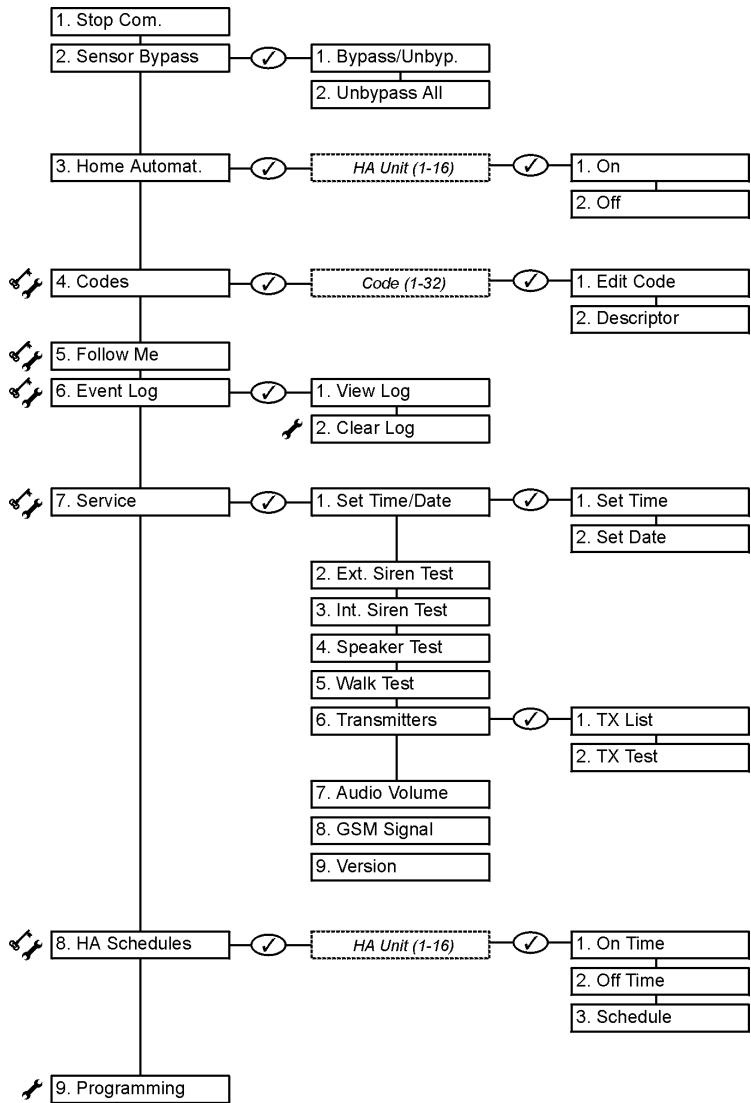 1. Stop Com.
2. Sensor Bypass
1. Bypass/Unbyp.
2. Unbypass All
3. Home Automat.
HA Unit (1-16)
1. On
2. Off
4. Codes
Code (1-32)
1. Edit Code
2. Descriptor
5. Follow Me
6. Event Log
1. View Log
2. Clear Log
7. Service
1. Set Time/Date
1. Set Time
2. Set Date
2. Ext. Siren Test
3. Int. Siren Test
4. Speaker Test
5. Walk Test
6. Transmitters
1. TX List
2. TX Test
7. Audio Volume
8. GSM Signal
9. Version
8. HA Schedules
HA Unit (1-16)
1. On Time
2. Off Time
3. Schedule
9. Programming